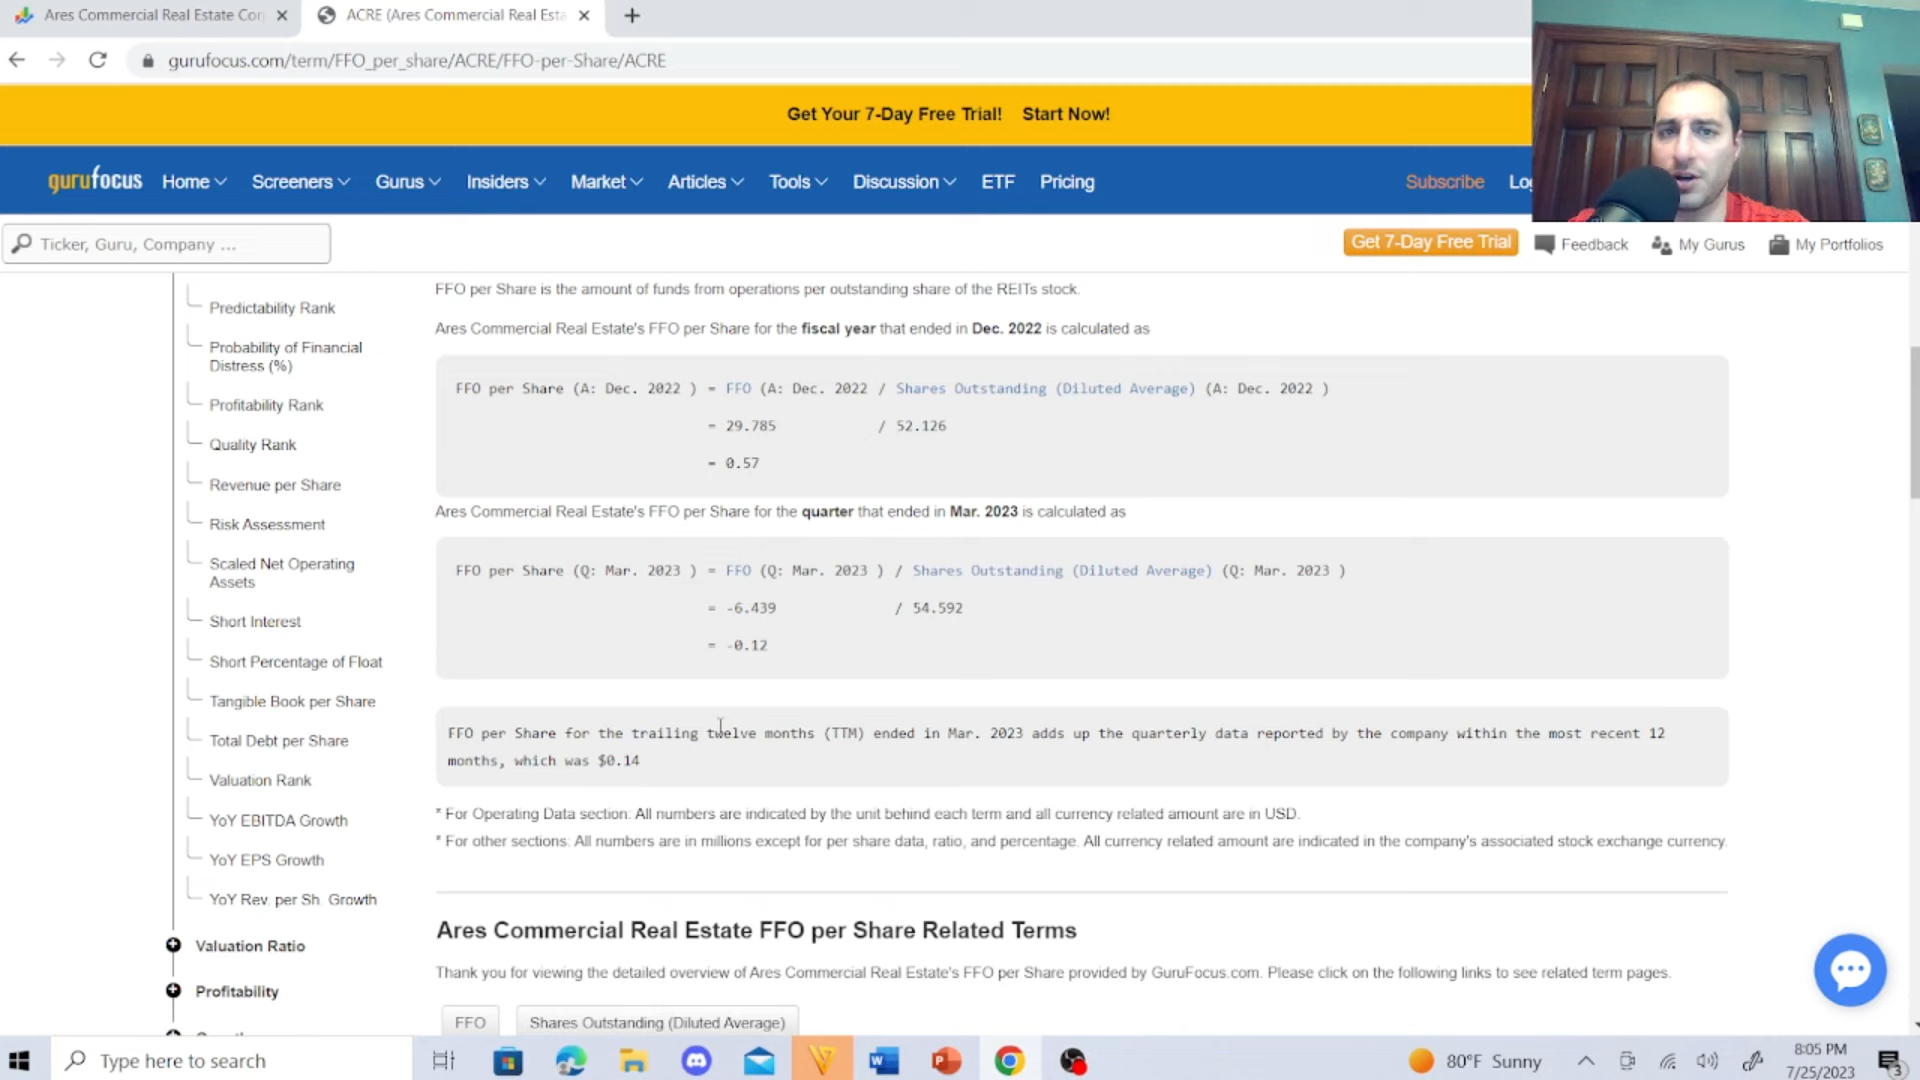 Ares Commercial Real Estate Cor
ACRE (Ares Commercial Real Esta
gurufocus.com/term/FFO_per_share/ACRE/FFO-per-Share/ACRE
Get Your 7-Day Free Trial! Start Now!
gurufocus
Home
Screeners
Gurus
Insiders
Market
Articles
Tools
Discussion
ETF
Pricing
Subscribe
Log
Ticker, Guru, Company ...
Get 7-Day Free Trial
Feedback
My Gurus
My Portfolios
Predictability Rank
Probability of Financial
Distress (%)
Profitability Rank
Quality Rank
Revenue per Share
Risk Assessment
Scaled Net Operating
Assets
Short Interest
Short Percentage of Float
Tangible Book per Share
Total Debt per Share
Valuation Rank
YoY EBITDA Growth
YoY EPS Growth
YoY Rev. per Sh. Growth
Valuation Ratio
Profitability
FFO per Share is the amount of funds from operations per outstanding share of the REITs stock.
Ares Commercial Real Estate's FFO per Share for the fiscal year that ended in Dec. 2022 is calculated as
FFO per Share (A: Dec. 2022 ) = FFO (A: Dec. 2022 / Shares Outstanding (Diluted Average) (A: Dec. 2022 )
= 29.785 / 52.126
= 0.57
Ares Commercial Real Estate's FFO per Share for the quarter that ended in Mar. 2023 is calculated as
FFO per Share (Q: Mar. 2023 ) = FFO (Q: Mar. 2023 ) / Shares Outstanding (Diluted Average) (Q: Mar. 2023 )
= -6.439 / 54.592
= -0.12
FFO per Share for the trailing twelve months (TTM) ended in Mar. 2023 adds up the quarterly data reported by the company within the most recent 12
months, which was $0.14
* For Operating Data section: All numbers are indicated by the unit behind each term and all currency related amount are in USD.
* For other sections: All numbers are in millions except for per share data, ratio, and percentage. All currency related amount are indicated in the company's associated stock exchange currency.
Ares Commercial Real Estate FFO per Share Related Terms
Thank you for viewing the detailed overview of Ares Commercial Real Estate's FFO per Share provided by GuruFocus.com. Please click on the following links to see related term pages.
FFO
Shares Outstanding (Diluted Average)
Type here to search
80°F Sunny
8:05 PM
7/25/2023
3